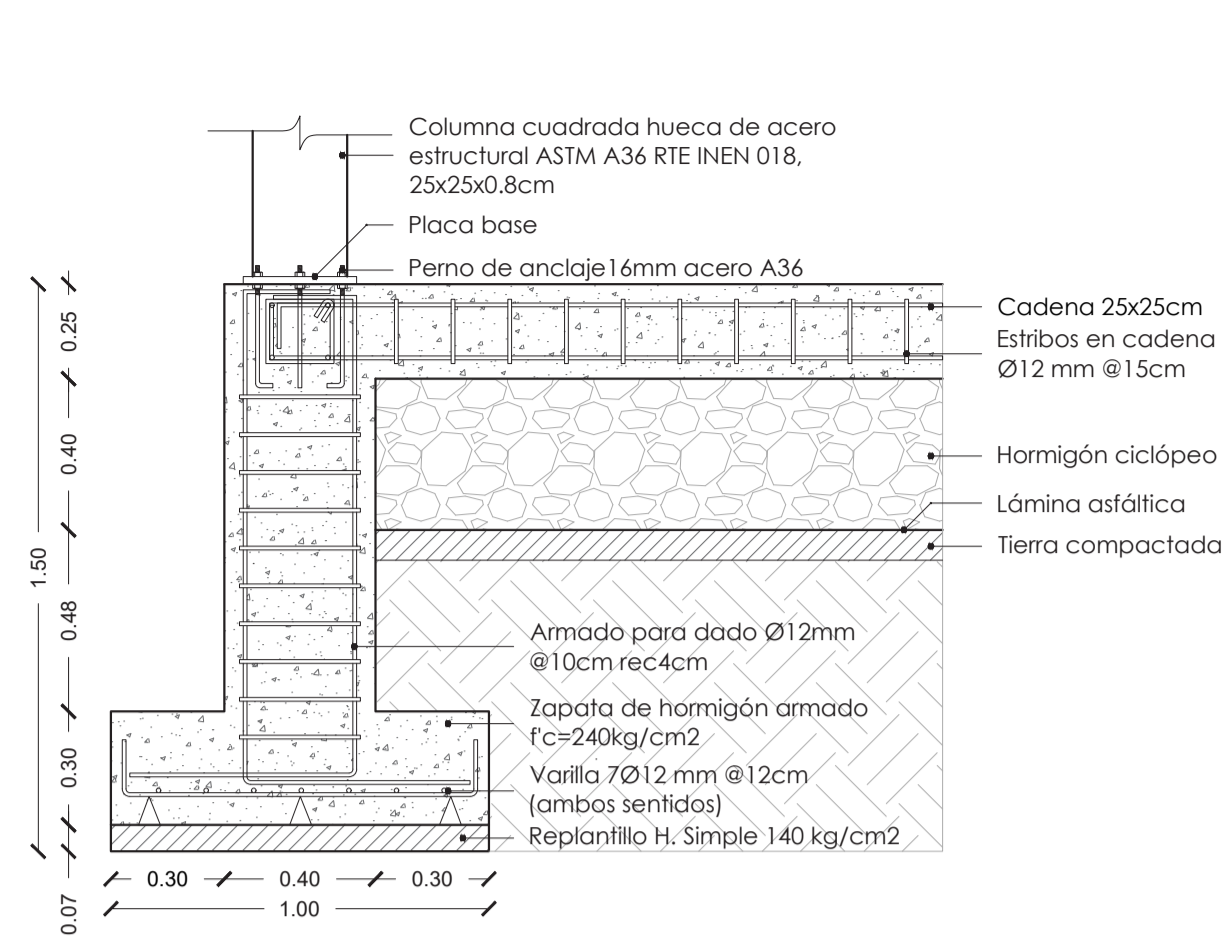 Columna cuadrada hueca de acero
estructural ASTM A36 RTE INEN 018,
25x25x0.8cm
Placa base
Perno de anclaje16mm acero A36
Cadena 25x25cm
Estribos en cadena
Ø12 mm @15cm
Hormigón ciclópeo
Lámina asfáltica
Tierra compactada
Armado para dado Ø12mm
@10cm rec4cm
Zapata de hormigón armado
f'c=240kg/cm2
Varilla 7Ø12 mm @12cm
(ambos sentidos)
Replantillo H. Simple 140 kg/cm2
0.25
0.40
1.50
0.48
0.30
0.07
0.30
0.40
0.30
1.00